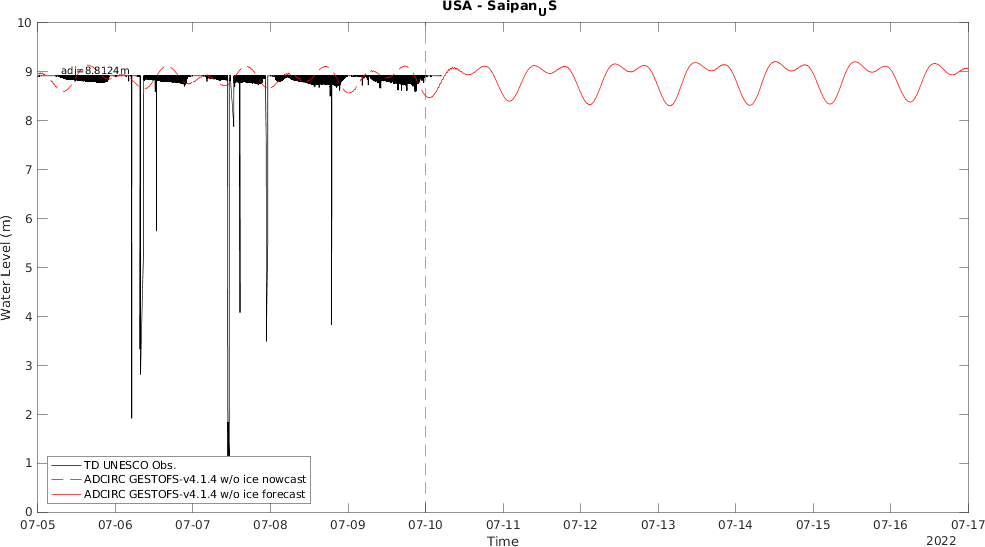 USA - SaipanUS
10
9
8
7
6
5
4
3
2
1
0
Water Level (m)
adj=8.8124m
TD UNESCO Obs.
ADCIRC GESTOFS-v4.1.4 w/o ice nowcast
ADCIRC GESTOFS-v4.1.4 w/o ice forecast
07-05 07-06 07-07 07-08 07-09 07-10 07-11 07-12 07-13 07-14 07-15 07-16 07-17
Time
2022